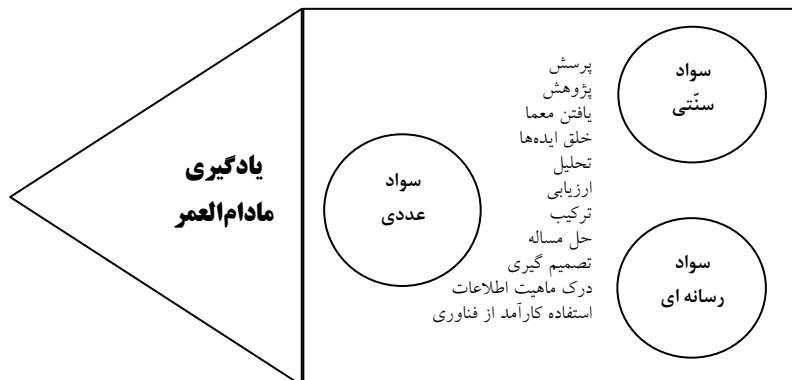 سواد
سنّتی
سواد
رسانه ای
پرسش
پژوهش
یافتن معما
خلق ایده‌ها
تحلیل
ارزیابی
ترکیب
حل مساله
تصمیم گیری
درک ماهیت اطلاعات
استفاده کارآمد از فناوری
سواد
عددی
یادگیری
مادام‌العمر